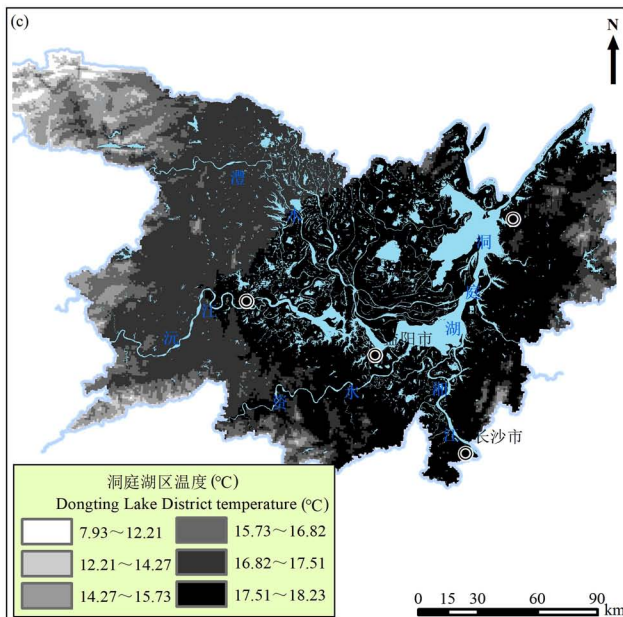 (c)
N
澧
水
洞
庭
湖
沅
江
益阳市
资
水
湘
江
长沙市
洞庭湖区温度(℃)
Dongting Lake District temperature (℃)
7.93～12.21
15.73～16.82
12.21～14.27
16.82～17.51
14.27～15.73
17.51～18.23
0 15 30 60 90
km